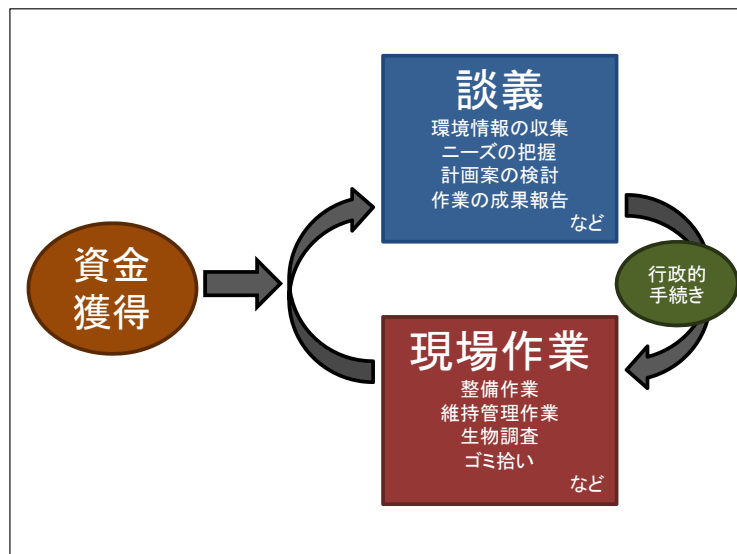 談義
環境情報の収集
ニーズの把握
計画案の検討
作業の成果報告
など
資金
獲得
行政的
手続き
現場作業
整備作業
維持管理作業
生物調査
ゴミ拾い
など